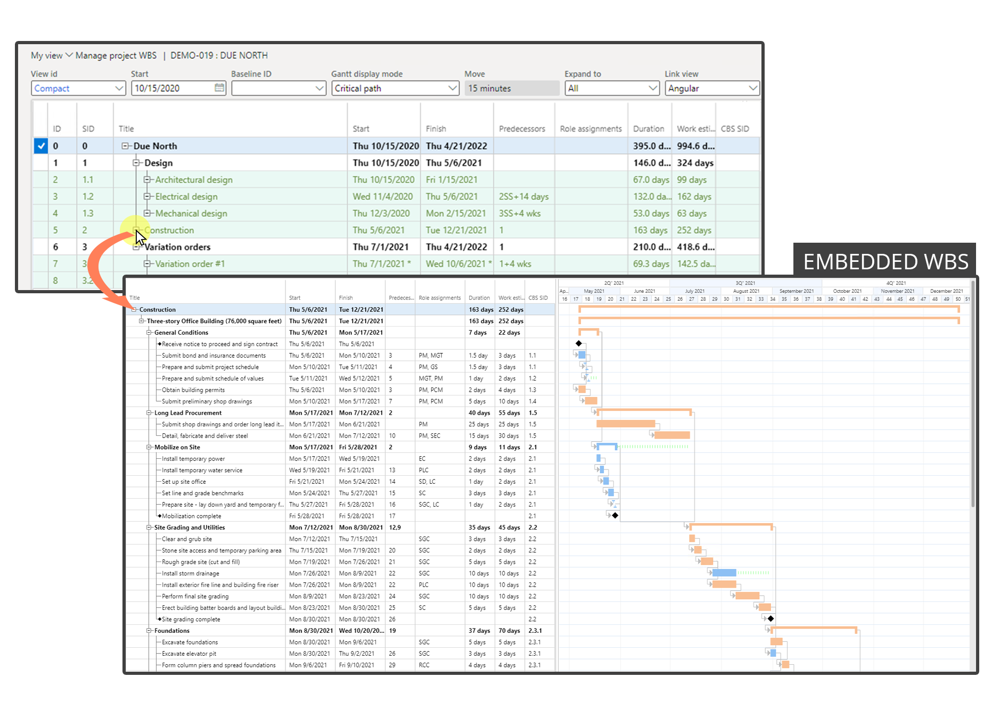 My view Manage project WBS | DEMO-019 : DUE NORTH
View id Start Baseline ID Gantt display mode Move Expand to Link view
Compact 10/15/2020 Critical path 15 minutes All Angular
ID SID Title Start Finish Predecessors Role assignments Duration Work esti... CBS SID
0 0 Due North Thu 10/15/2020 Thu 4/21/2022 395.0 d... 994.6 d...
1 1 Design Thu 10/15/2020 Thu 5/6/2021 146.0 d... 324 days
2 1.1 Architectural design Thu 10/15/2020 Fri 1/15/2021 67.0 days 99 days
3 1.2 Electrical design Wed 11/4/2020 Thu 5/6/2021 2SS+14 days 132.0 da... 162 days
4 1.3 Mechanical design Thu 12/3/2020 Mon 2/15/2021 3SS+4 wks 53.0 days 63 days
5 2 Construction Thu 5/6/2021 Tue 12/21/2021 1 163 days 252 days
6 3 Variation orders Thu 7/1/2021 Thu 4/21/2022 1 210.0 d... 418.6 d...
7 3 Variation order #1 Thu 7/1/2021 * Wed 10/6/2021 * 1+4 wks 69.3 days 142.5 da...
8 3.2
EMBEDDED WBS
2Q" 2021 3Q" 2021 4Q" 2021
Title Start Finish Predeces... Role assignments Duration Work esti... CBS SID
Ap... May 2021 June 2021 July 2021 August 2021 September 2021 October 2021 November 2021 December 2021
16 17 18 19 20 21 22 23 24 25 26 27 28 29 30 31 32 33 34 35 36 37 38 39 40 41 42 43 44 45 46 47 48 49 50 51
Construction Thu 5/6/2021 Tue 12/21/2021 163 days 252 days
Three-story Office Building (76,000 square feet) Thu 5/6/2021 Tue 12/21/2021 163 days 252 days
General Conditions Thu 5/6/2021 Mon 5/17/2021 7 days 22 days
Receive notice to proceed and sign contract Thu 5/6/2021 Thu 5/6/2021
Submit bond and insurance documents Thu 5/6/2021 Mon 5/10/2021 3 PM, MGT 1.5 day 3 days 1.1
Prepare and submit project schedule Mon 5/10/2021 Tue 5/11/2021 4 PM, GS 1.5 day 3 days 1.1
Prepare and submit schedule of values Tue 5/11/2021 Wed 5/12/2021 5 MGT, PM 1 day 2 days 1.2
Obtain building permits Thu 5/6/2021 Mon 5/10/2021 3 PM, PCM 2 days 4 days 1.3
Submit preliminary shop drawings Mon 5/10/2021 Mon 5/17/2021 7 PM, PCM 5 days 10 days 1.4
Long Lead Procurement Mon 5/17/2021 Mon 7/12/2021 2 40 days 55 days 1.5
Submit shop drawings and order long lead it... Mon 5/17/2021 Mon 6/21/2021 PM 25 days 25 days 1.5
Detail, fabricate and deliver steel Mon 6/21/2021 Mon 7/12/2021 10 PM, SEC 15 days 30 days 1.5
Mobilize on Site Mon 5/17/2021 Fri 5/28/2021 2 9 days 11 days 2.1
Install temporary power Mon 5/17/2021 Wed 5/19/2021 EC 2 days 2 days 2.1
Install temporary water service Wed 5/19/2021 Fri 5/21/2021 13 PLC 2 days 2 days 2.1
Set up site office Fri 5/21/2021 Mon 5/24/2021 14 SD, LC 1 day 2 days 2.1
Set line and grade benchmarks Mon 5/24/2021 Thu 5/27/2021 15 SC 3 days 3 days 2.1
Prepare site - lay down yard and temporary f... Thu 5/27/2021 Fri 5/28/2021 16 SGC, LC 1 day 2 days 2.1
Mobilization complete Fri 5/28/2021 Fri 5/28/2021 17 2.1
Site Grading and Utilities Mon 7/12/2021 Mon 8/30/2021 12,9 35 days 45 days 2.2
Clear and grub site Mon 7/12/2021 Thu 7/15/2021 SGC 3 days 3 days 2.2
Stone site access and temporary parking area Thu 7/15/2021 Mon 7/19/2021 20 SGC 2 days 2 days 2.2
Rough grade site (cut and fill) Mon 7/19/2021 Mon 7/26/2021 21 SGC 5 days 5 days 2.2
Install storm drainage Mon 7/26/2021 Mon 8/9/2021 22 SGC 10 days 10 days 2.2
Install exterior fire line and building fire riser Mon 7/26/2021 Mon 8/9/2021 22 PLC 10 days 10 days 2.2
Perform final site grading Mon 8/9/2021 Mon 8/23/2021 24 SGC 10 days 10 days 2.2
Erect building batter boards and layout buildi... Mon 8/23/2021 Mon 8/30/2021 25 SC 5 days 5 days 2.2
Site grading complete Mon 8/30/2021 Mon 8/30/2021 26 2.2
Foundations Mon 8/30/2021 Wed 10/20/20... 19 37 days 70 days 2.3.1
Excavate foundations Mon 8/30/2021 Mon 9/6/2021 SGC 5 days 5 days 2.3.1
Excavate elevator pit Mon 8/30/2021 Thu 9/2/2021 26 SGC 3 days 3 days 2.3.1
Form column piers and spread foundations Mon 9/6/2021 Fri 9/10/2021 29 RCC 4 days 4 days 2.3.1